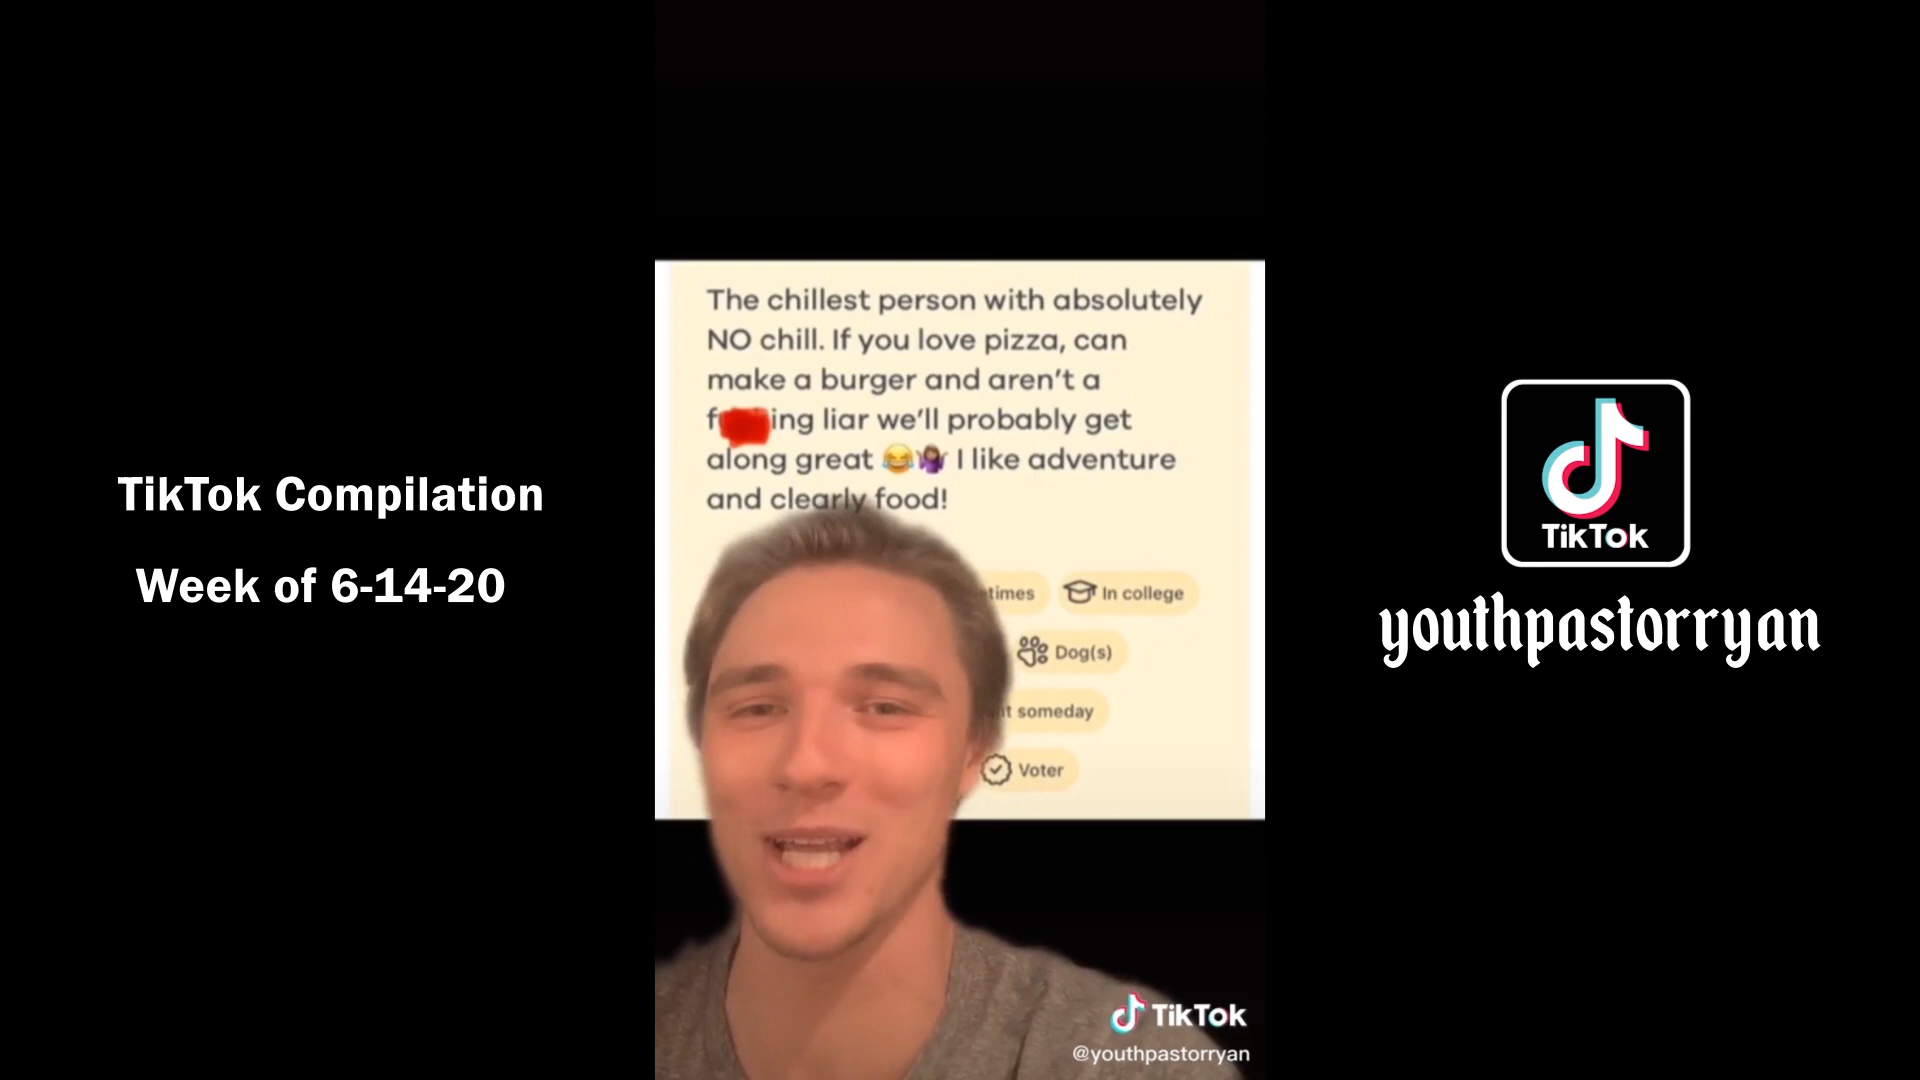 TikTok Compilation
Week of 6-14-20
The chillest person with absolutely
NO chill. If you love pizza, can
make a burger and aren't a
f ing liar we'll probably get
along great 😂🤷🏽‍♀️ I like adventure
and clearly food!
In college
Dog(s)
someday
Voter
TikTok
@youthpastorryan
TikTok
youthpastorryan